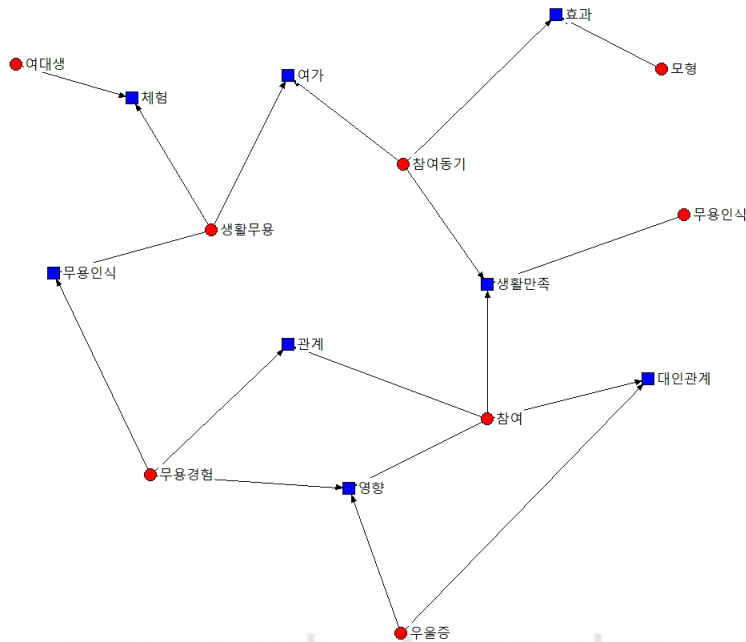 효과
여대생
모형
여가
체험
참여동기
무용인식
생활무용
무용인식
생활만족
관계
대인관계
참여
무용경험
영향
우울증